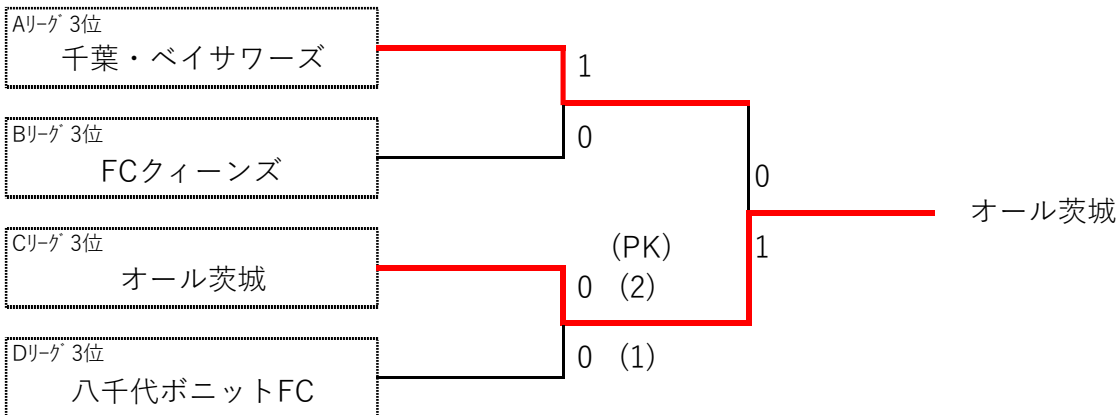 Aﾘｰｸﾞ 3位
千葉・ベイサワーズ
1
0
Bﾘｰｸﾞ 3位
FCクィーンズ
0
オール茨城
1
Cﾘｰｸﾞ 3位
オール茨城
(PK)
0 (2)
0 (1)
Dﾘｰｸﾞ 3位
八千代ボニットFC